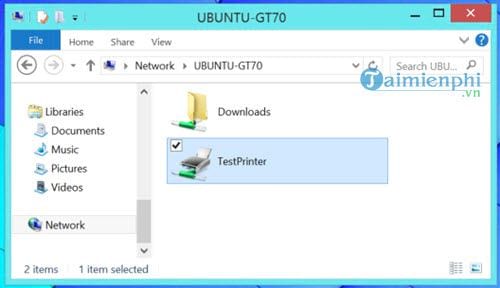 UBUNTU-GT70
File
Home
Share
View
Network
UBUNTU-GT70
Search UBU...
Taimienphi
.vn
Libraries
Documents
Music
Pictures
Videos
Network
Downloads
TestPrinter
2 items
1 item selected